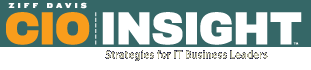 ZIFF DAVIS
CIO INSIGHT
Strategies for IT Business Leaders